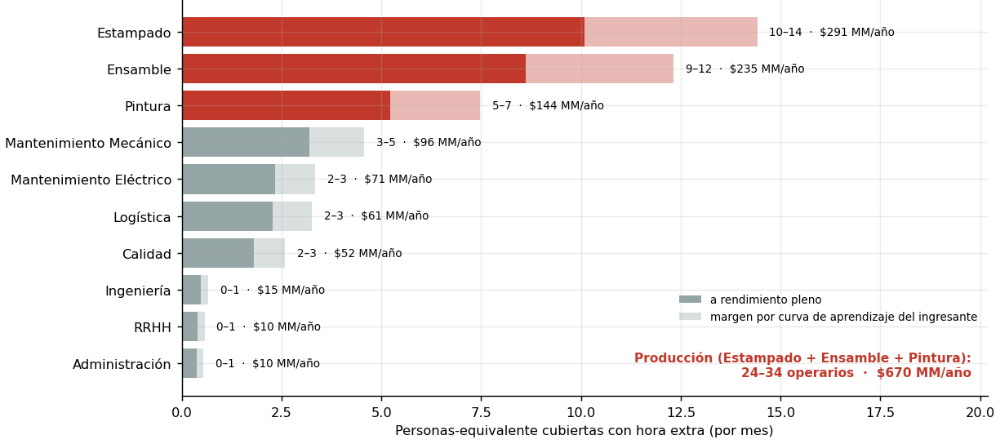 Estampado
10–14 · $291 MM/año
Ensamble
9–12 · $235 MM/año
Pintura
5–7 · $144 MM/año
Mantenimiento Mecánico
3–5 · $96 MM/año
Mantenimiento Eléctrico
2–3 · $71 MM/año
Logística
2–3 · $61 MM/año
Calidad
2–3 · $52 MM/año
Ingeniería
0–1 · $15 MM/año
RRHH
0–1 · $10 MM/año
Administración
0–1 · $10 MM/año
a rendimiento pleno
margen por curva de aprendizaje del ingresante
Producción (Estampado + Ensamble + Pintura):
24–34 operarios · $670 MM/año
0.0 2.5 5.0 7.5 10.0 12.5 15.0 17.5 20.0
Personas-equivalente cubiertas con hora extra (por mes)